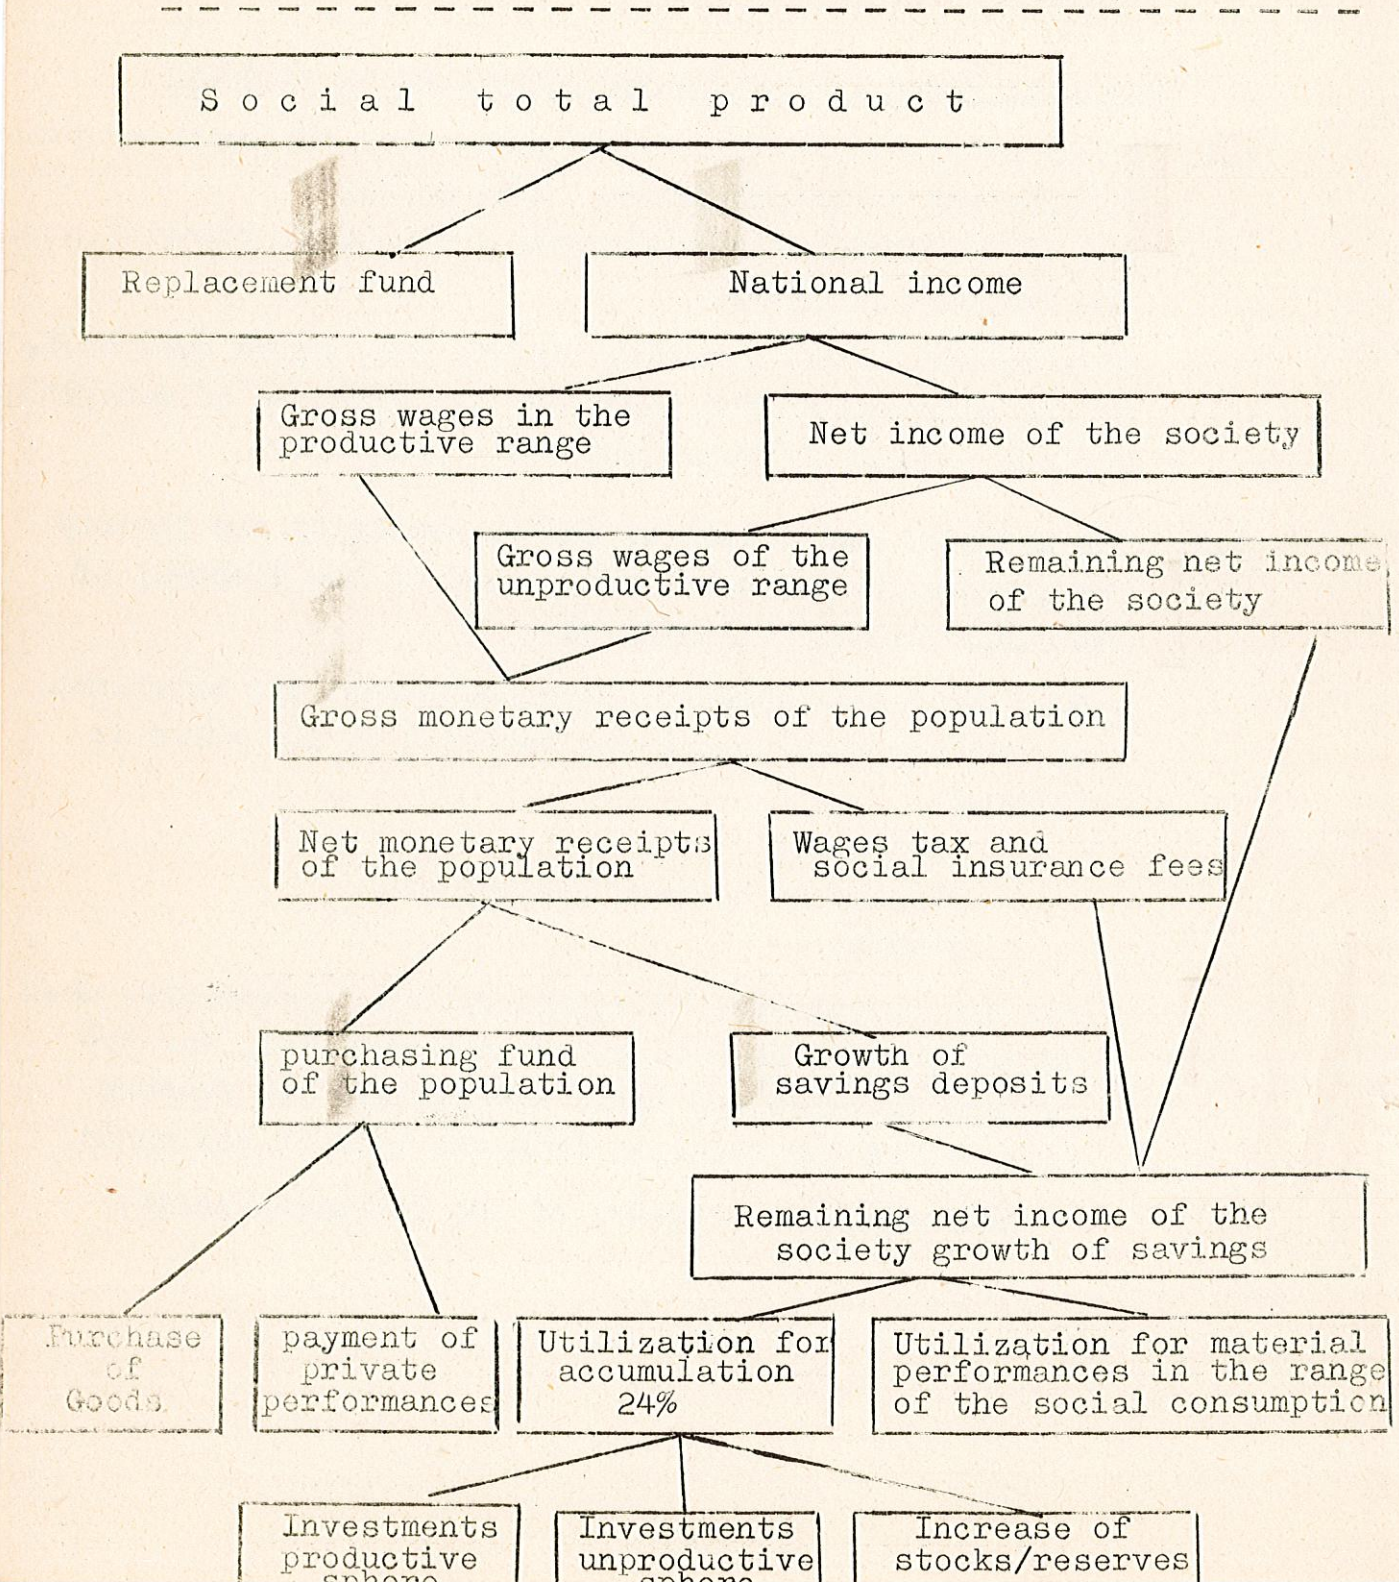 Social total product
Replacement fund
National income
Gross wages in the
productive range
Net income of the society
Gross wages of the
unproductive range
Remaining net income
of the society
Gross monetary receipts of the population
Net monetary receipts
of the population
Wages tax and
social insurance fees
purchasing fund
of the population
Growth of
savings deposits
Remaining net income of the
society growth of savings
Purchase
of
Goods
payment of
private
performances
Utilization for
accumulation
24%
Utilization for material
performances in the range
of the social consumption
Investments
productive
sphere
Investments
unproductive
sphere
Increase of
stocks/reserves